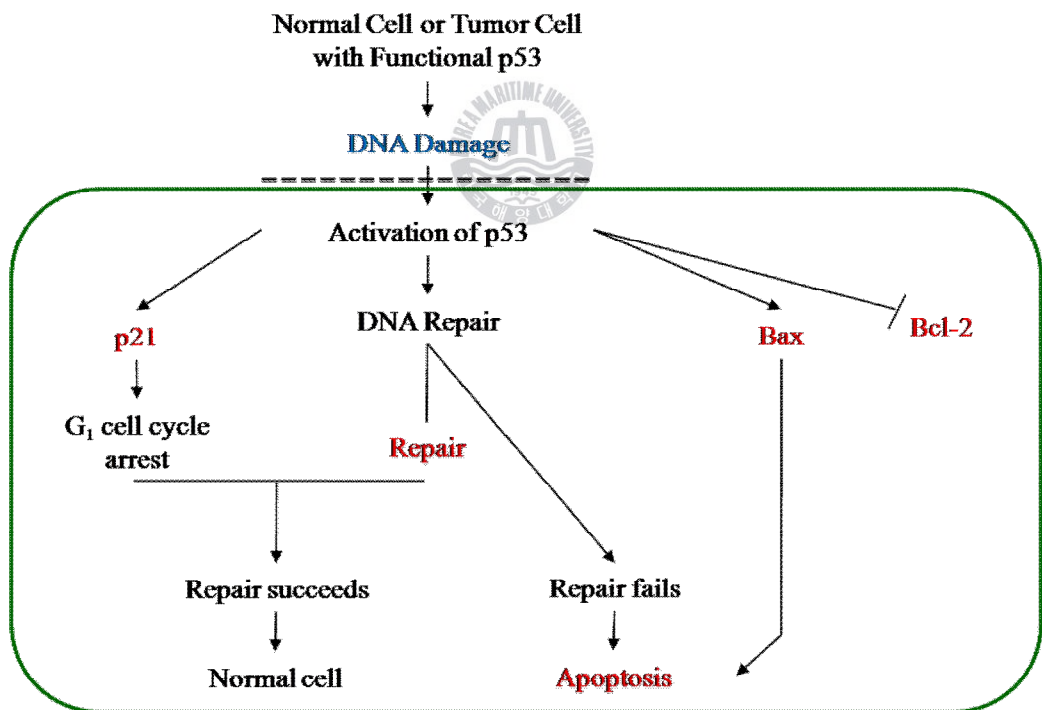 Normal Cell or Tumor Cell
with Functional p53
DNA Damage
Activation of p53
p21
DNA Repair
Bax
Bcl-2
G₁ cell cycle
arrest
Repair
Repair succeeds
Repair fails
Normal cell
Apoptosis